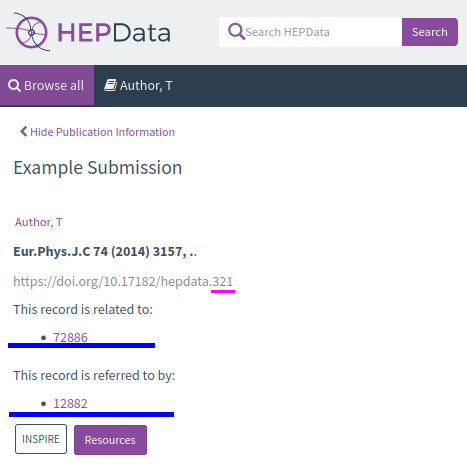 HEPData
Search HEPData
Search
Browse all
Author, T
Hide Publication Information
Example Submission
Author, T
Eur.Phys.J.C 74 (2014) 3157, ..
https://doi.org/10.17182/hepdata.321
This record is related to:
• 72886
This record is referred to by:
• 12882
INSPIRE
Resources